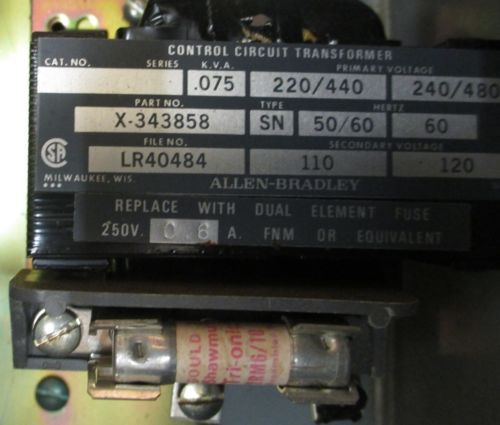 CONTROL CIRCUIT TRANSFORMER
CAT. NO. SERIES K.V.A. PRIMARY VOLTAGE
.075 220/440 240/480
PART NO. TYPE HERTZ
X-343858 SN 50/60 60
FILE NO. SECONDARY VOLTAGE
LR40484 110 120
MILWAUKEE, WIS. ALLEN-BRADLEY
REPLACE WITH DUAL ELEMENT FUSE
250V. 0.6 A. FNM OR EQUIVALENT
GOULD
Shawmut
Tri-onic
TRM6/10